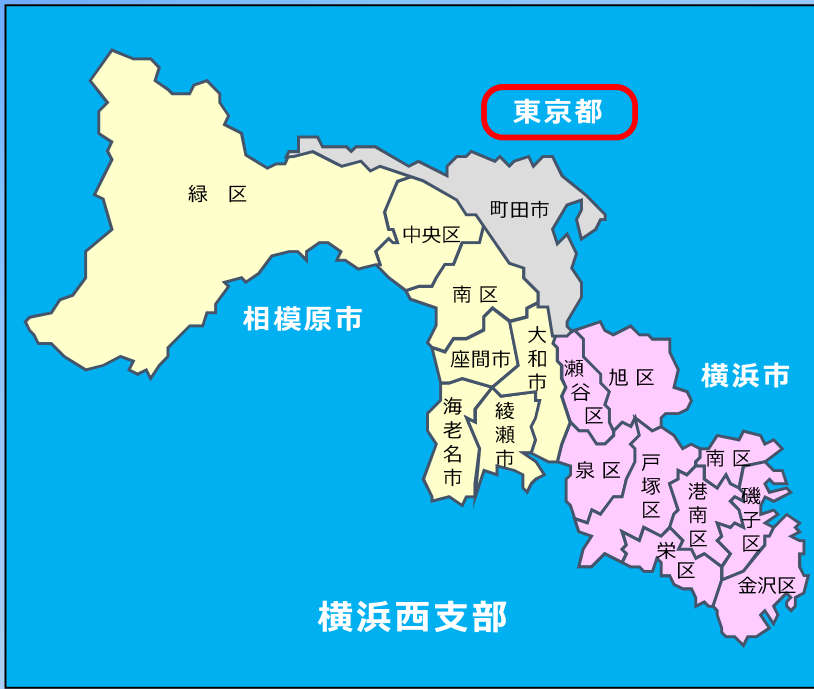 東京都
緑 区
町田市
中央区
南 区
相模原市
大和市
座間市
瀬谷区
旭 区
横浜市
海老名市
綾瀬市
泉 区
戸塚区
南 区
港南区
磯子区
栄区
金沢区
横浜西支部